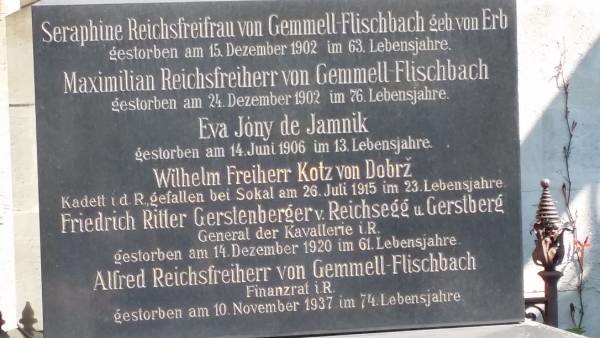 Seraphine Reichsfreifrau von Gemmell-Flischbach geb. von Erb
gestorben am 15. Dezember 1902 im 63. Lebensjahre.
Maximilian Reichsfreiherr von Gemmell-Flischbach
gestorben am 24. Dezember 1902 im 76. Lebensjahre.
Eva Jóny de Jamnik
gestorben am 14. Juni 1906 im 13. Lebensjahre.
Wilhelm Freiherr Kotz von Dobrž
Kadett i. d. R. gefallen bei Sokal am 26. Juli 1915 im 23. Lebensjahre.
Friedrich Ritter Gerstenberger v. Reichsegg u. Gerstberg
General der Kavallerie i. R.
gestorben am 14. Dezember 1920 im 61. Lebensjahre.
Alfred Reichsfreiherr von Gemmell-Flischbach
Finanzrat i. R.
gestorben am 10. November 1937 im 74. Lebensjahre